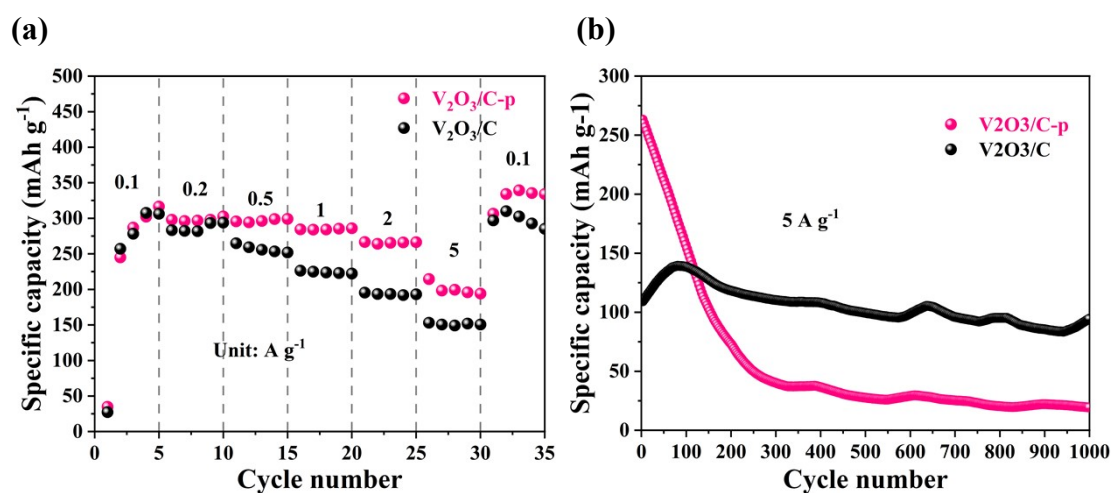 (a)
(b)
Specific capacity (mAh g⁻¹)
500
450
400
350
300
250
200
150
100
50
0
V₂O₃/C-p
V₂O₃/C
0.1
0.2
0.5
1
2
5
0.1
Unit: A g⁻¹
0 5 10 15 20 25 30 35
Cycle number
Specific capacity (mAh g-1)
300
250
200
150
100
50
0
V2O3/C-p
V2O3/C
5 A g⁻¹
0 100 200 300 400 500 600 700 800 900 1000
Cycle number